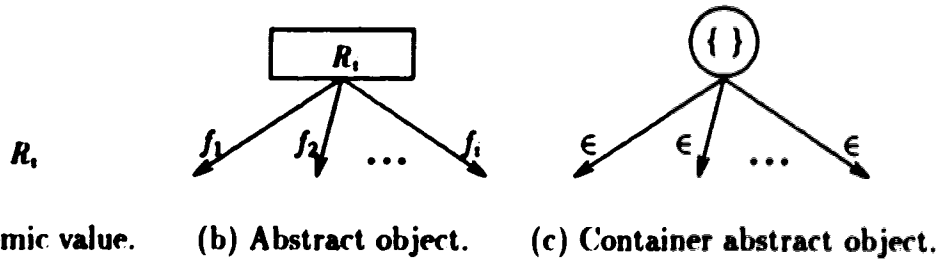 R₁ { }
f₁ f₂ ... fᵢ ∈ ∈ ... ∈
R₁
mic value. (b) Abstract object. (c) Container abstract object.